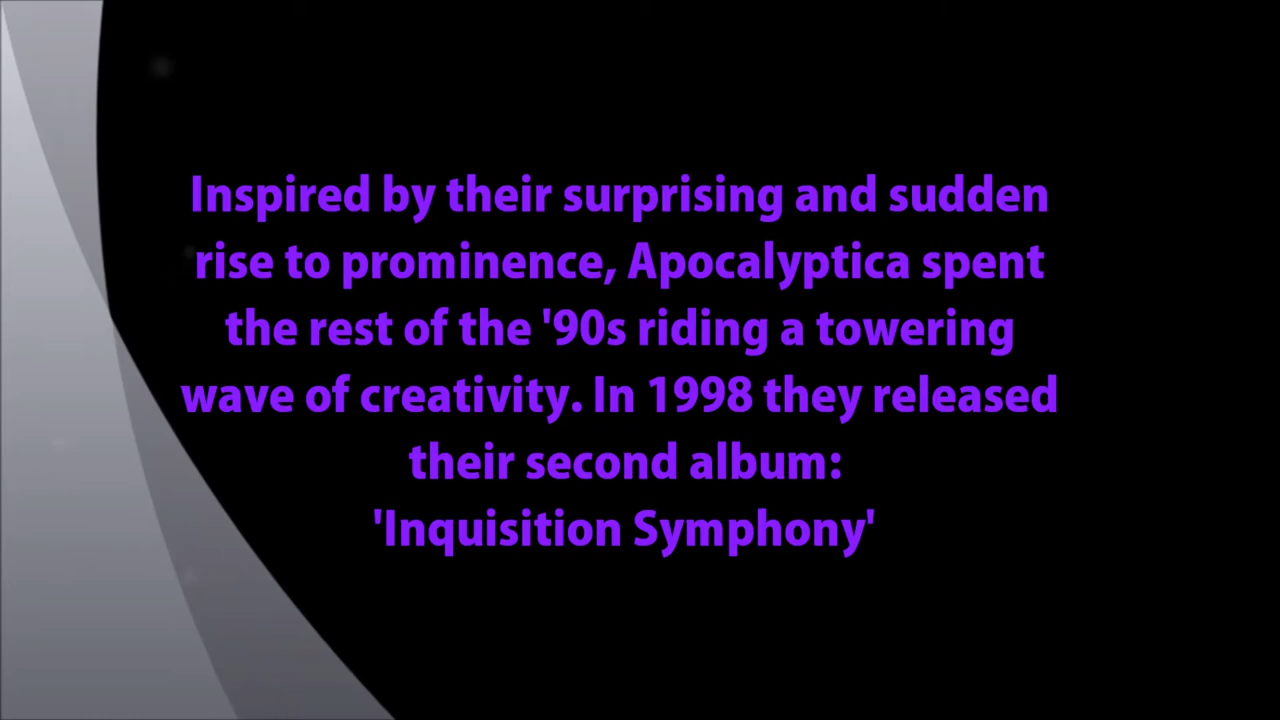 Inspired by their surprising and sudden
rise to prominence, Apocalyptica spent
the rest of the '90s riding a towering
wave of creativity. In 1998 they released
their second album:
'Inquisition Symphony'